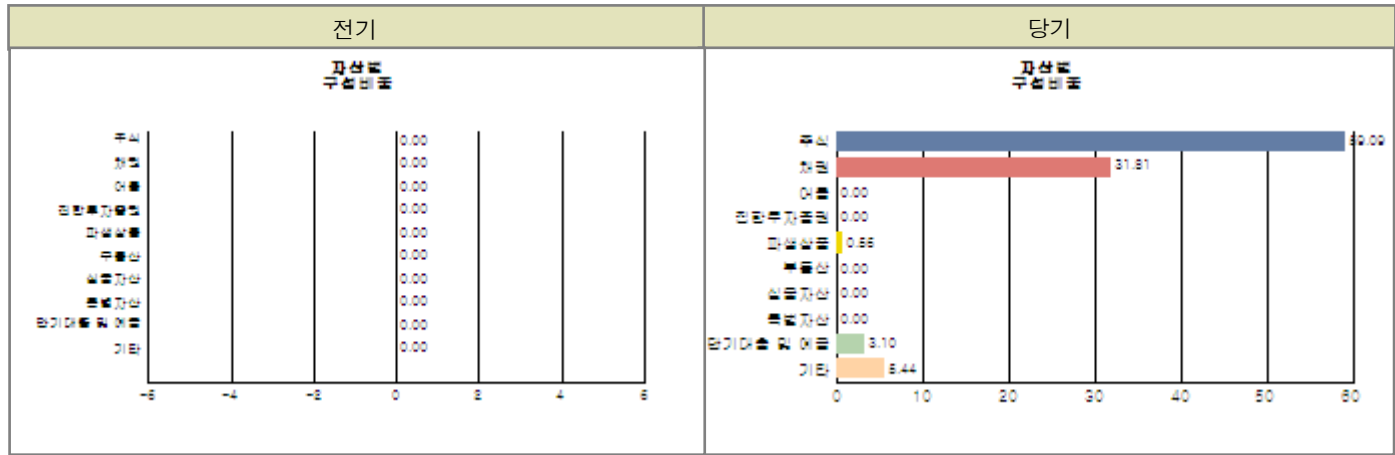 전기
당기
자산별
구성비율
주식 0.00
채권 0.00
어음 0.00
집합투자증권 0.00
파생상품 0.00
부동산 0.00
실물자산 0.00
특별자산 0.00
단기대출 및 예금 0.00
기타 0.00
-6 -4 -2 0 2 4 6
자산별
구성비율
주식 59.09
채권 31.81
어음 0.00
집합투자증권 0.00
파생상품 0.56
부동산 0.00
실물자산 0.00
특별자산 0.00
단기대출 및 예금 3.10
기타 5.44
0 10 20 30 40 50 60